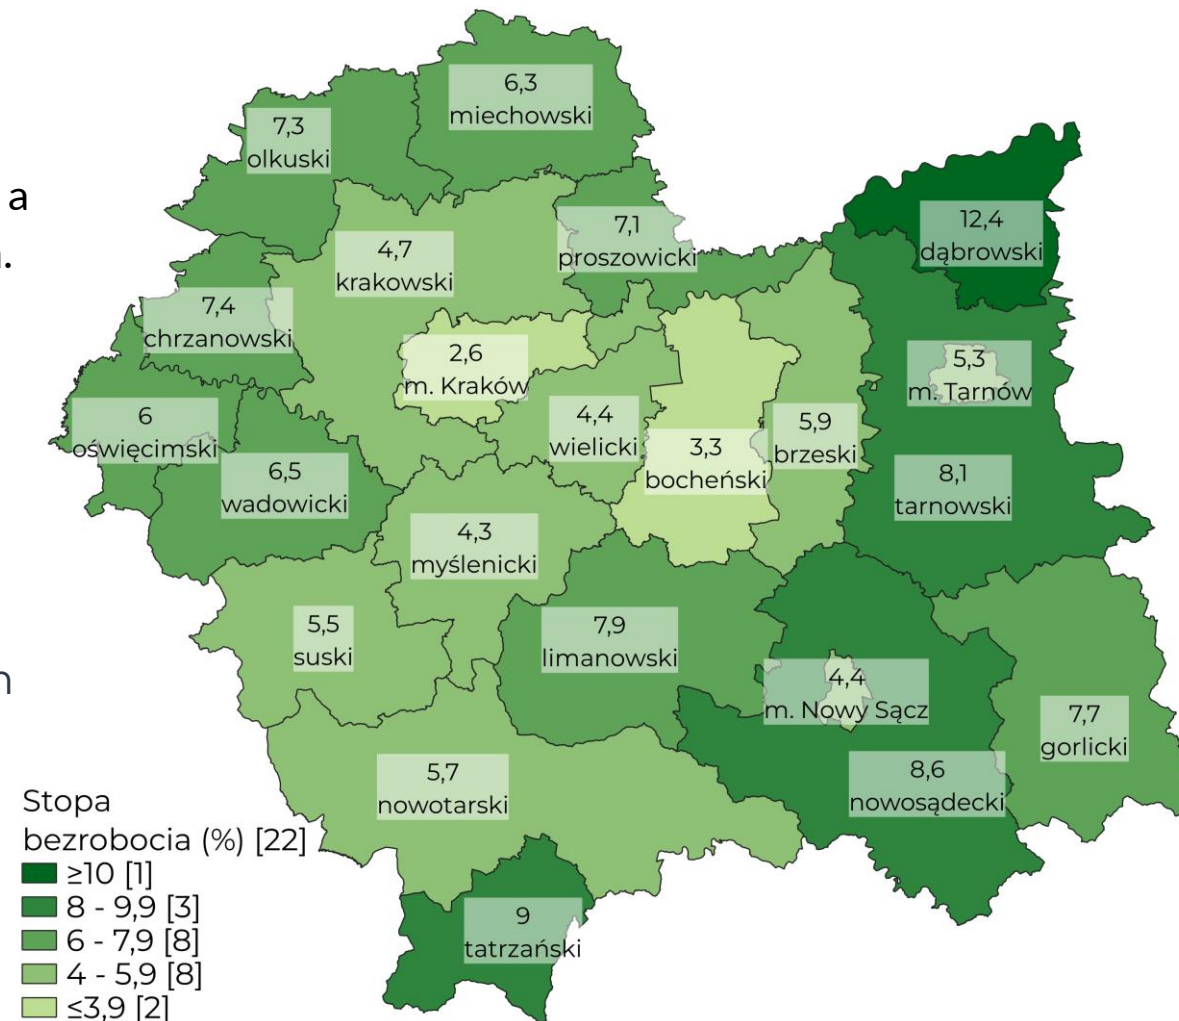 6,3
miechowski
7,3
olkuski
a
12,4
dąbrowski
7,1
proszowicki
4,7
krakowski
7,4
chrzanowski
2,6
m. Kraków
5,3
m. Tarnów
6
oświęcimski
4,4
wielicki
5,9
brzeski
3,3
bocheński
6,5
wadowicki
8,1
tarnowski
4,3
myślenicki
5,5
suski
7,9
limanowski
4,4
m. Nowy Sącz
7,7
gorlicki
5,7
nowotarski
8,6
nowosądecki
9
tatrzański
Stopa
bezrobocia (%) [22]
≥10 [1]
8 - 9,9 [3]
6 - 7,9 [8]
4 - 5,9 [8]
≤3,9 [2]